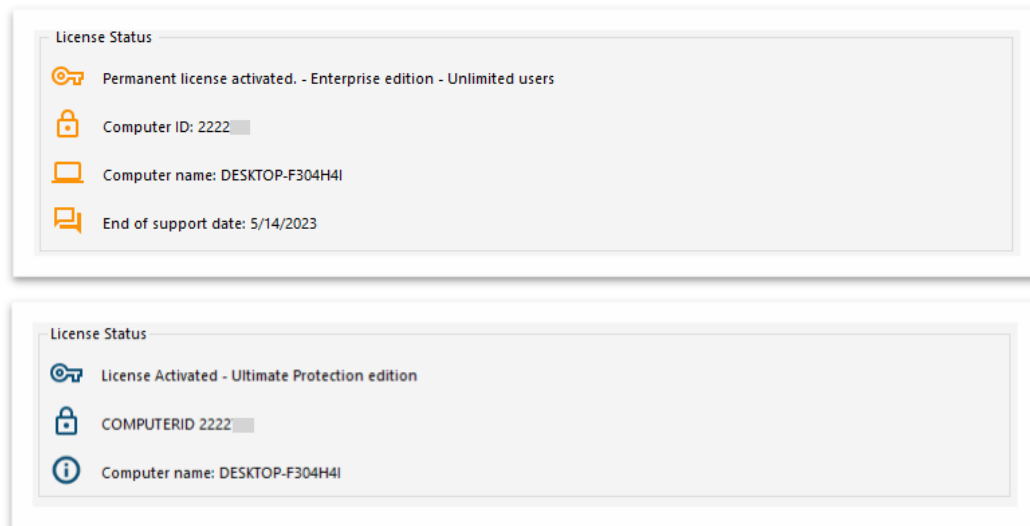 License Status
Permanent license activated. - Enterprise edition - Unlimited users
Computer ID: 2222
Computer name: DESKTOP-F304H4I
End of support date: 5/14/2023
License Status
License Activated - Ultimate Protection edition
COMPUTERID 2222
Computer name: DESKTOP-F304H4I